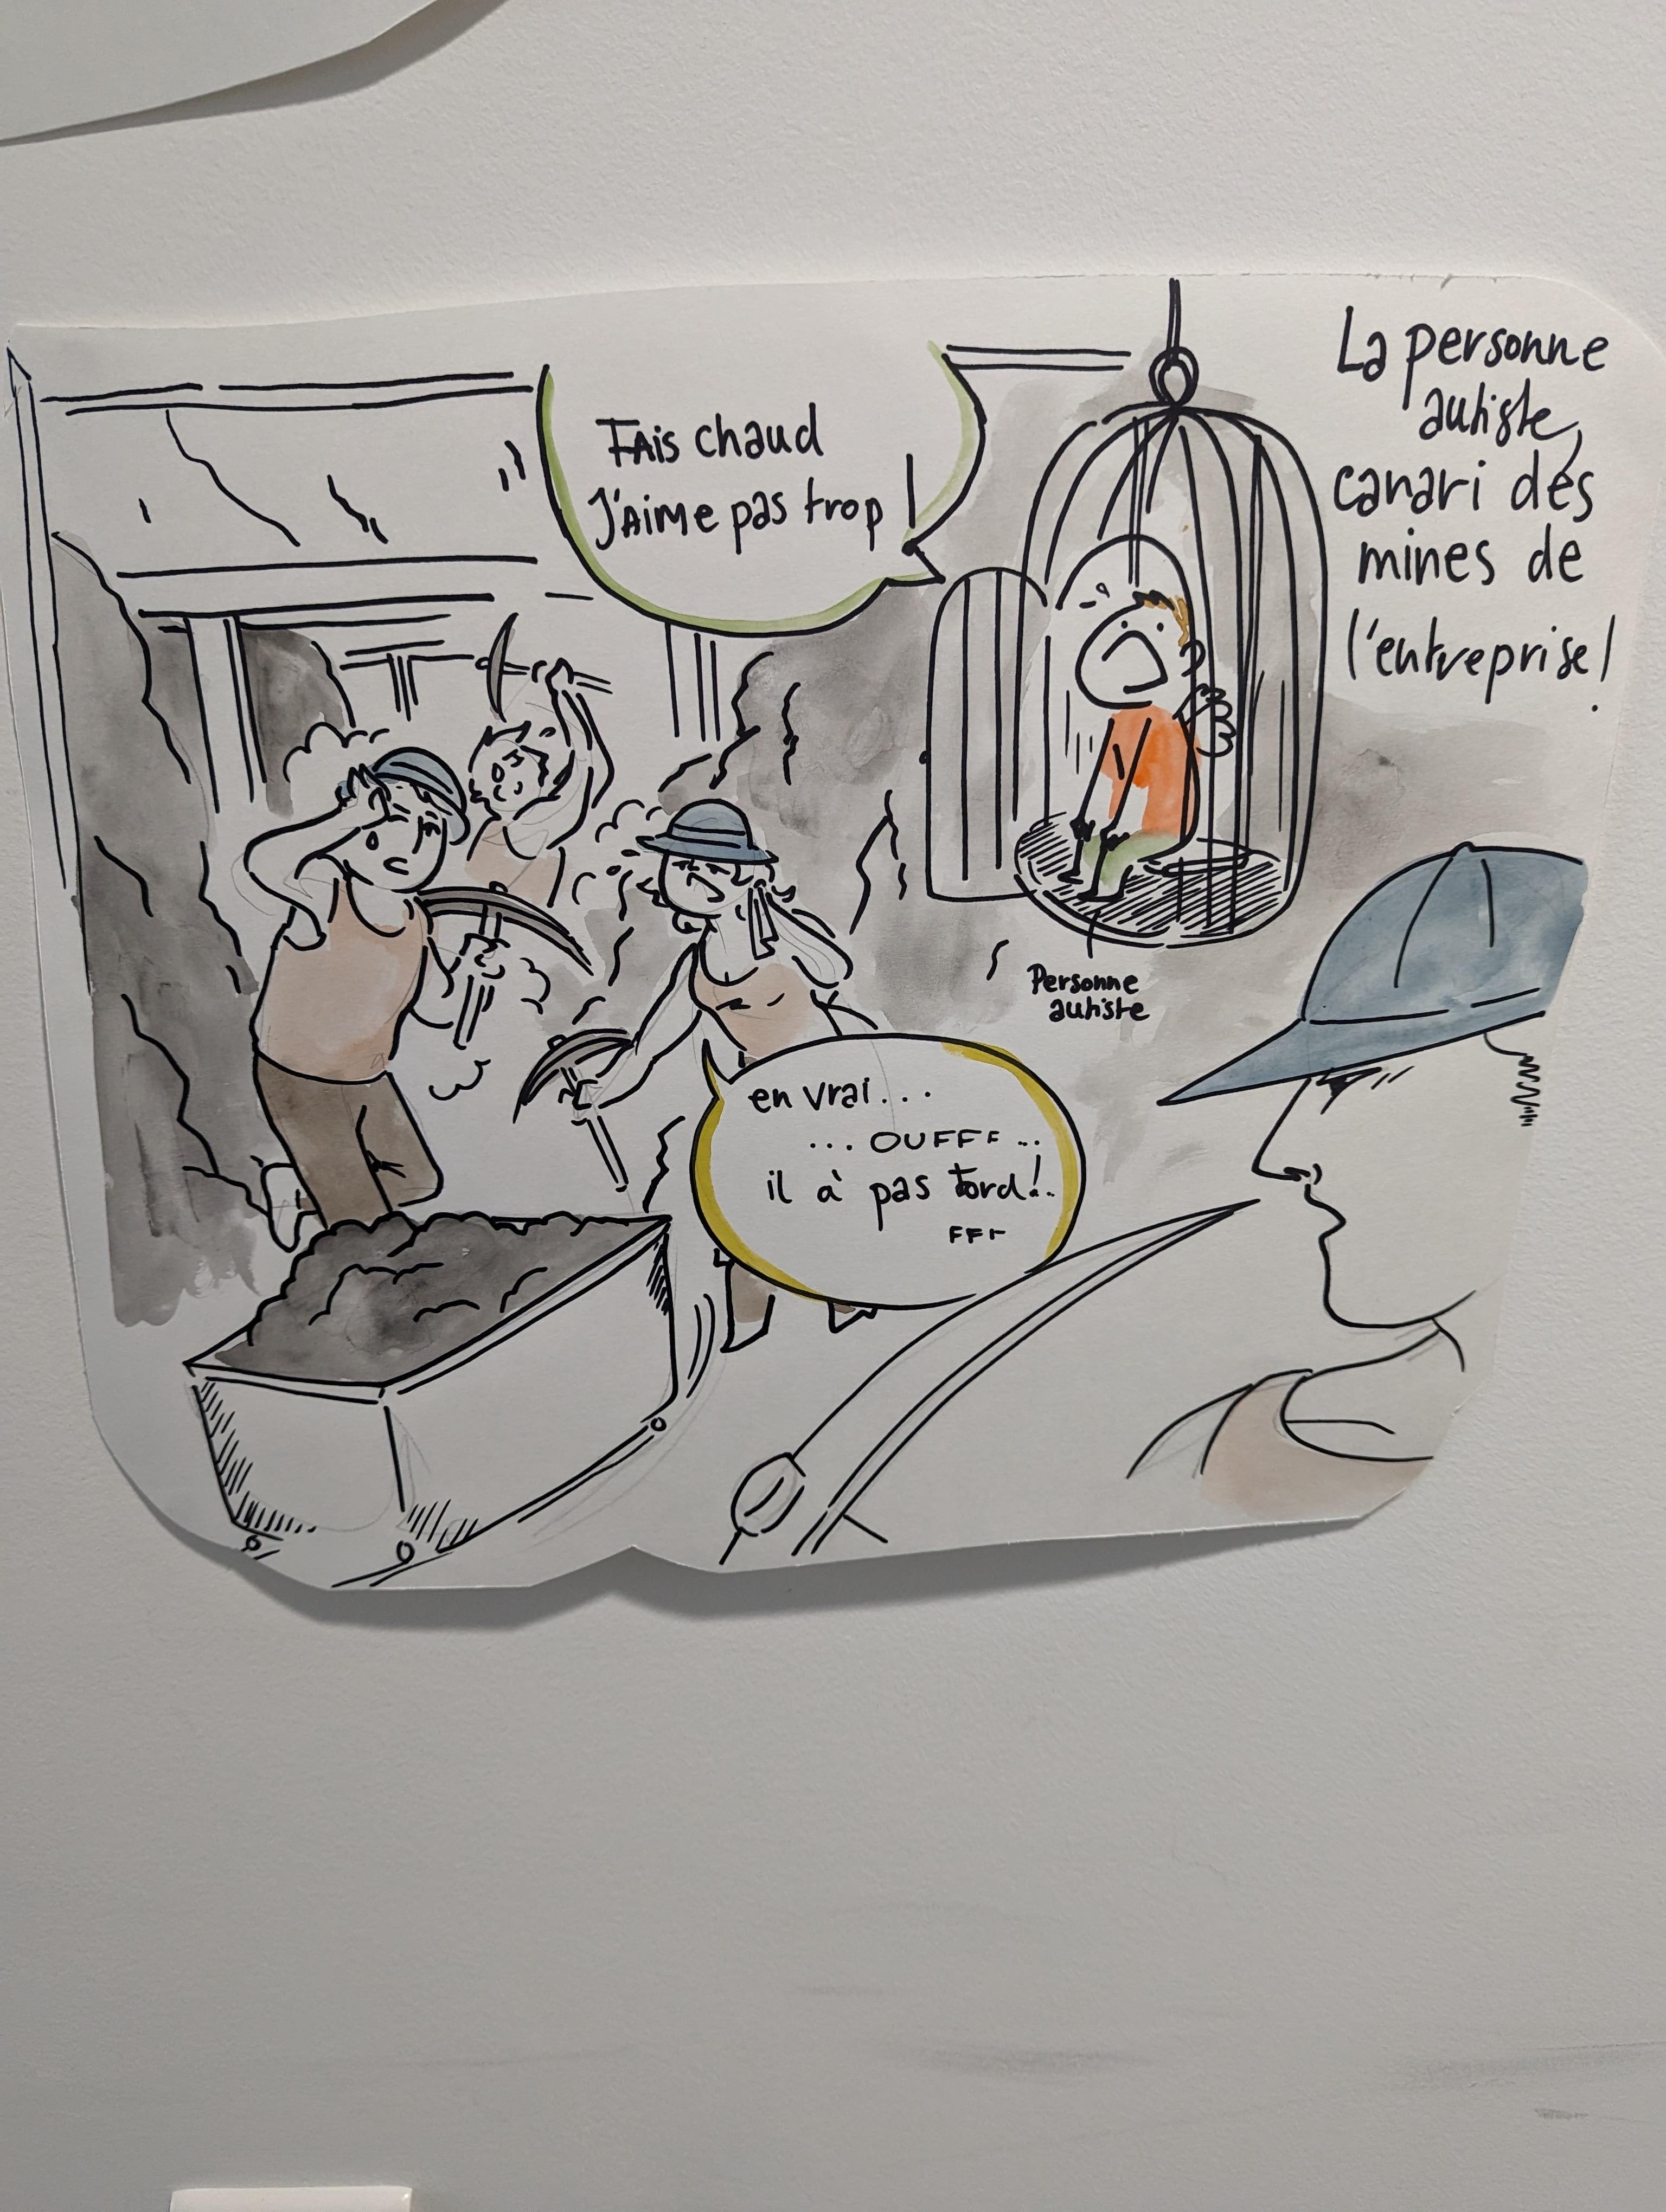 La personne
autiste,
canari des
mines de
l'entreprise!
FAis chaud
J'AiMe pas trop!
Personne
autiste
en vrai...
... OUFFF...
il à pas tord!..
FFF